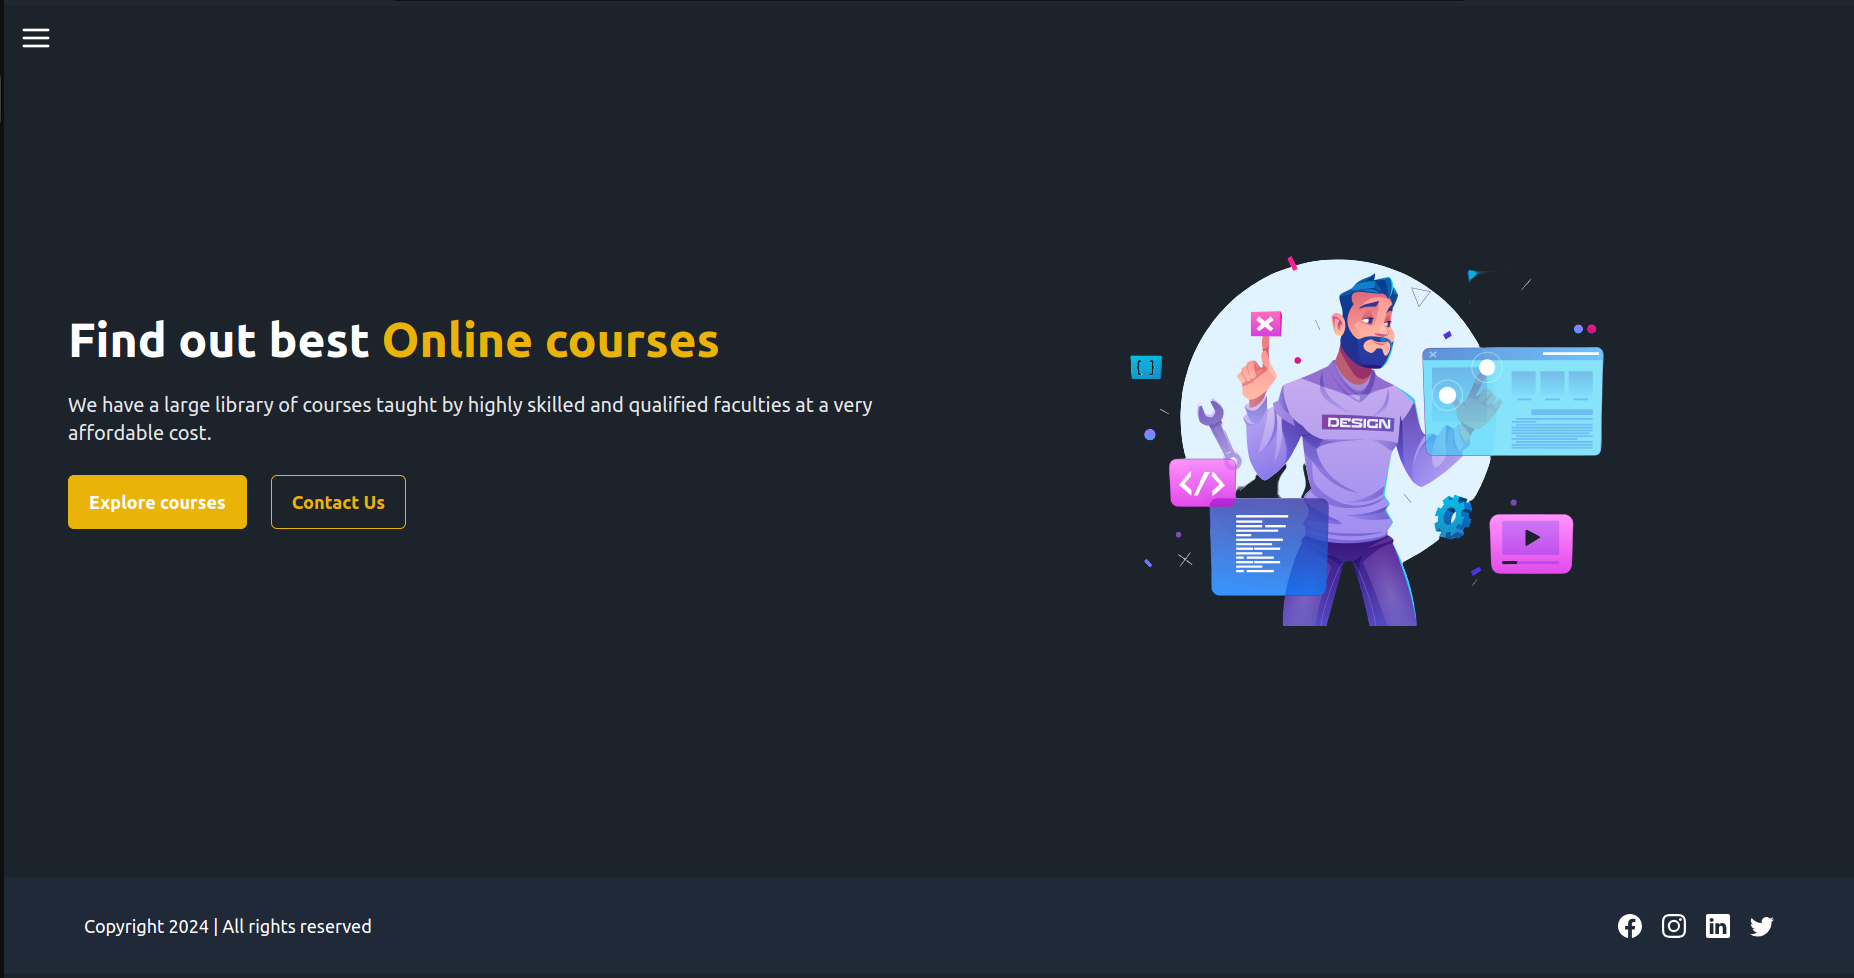 Find out best Online courses
We have a large library of courses taught by highly skilled and qualified faculties at a very
affordable cost.
Explore courses
Contact Us
{ }
DESIGN
</>
Copyright 2024 | All rights reserved